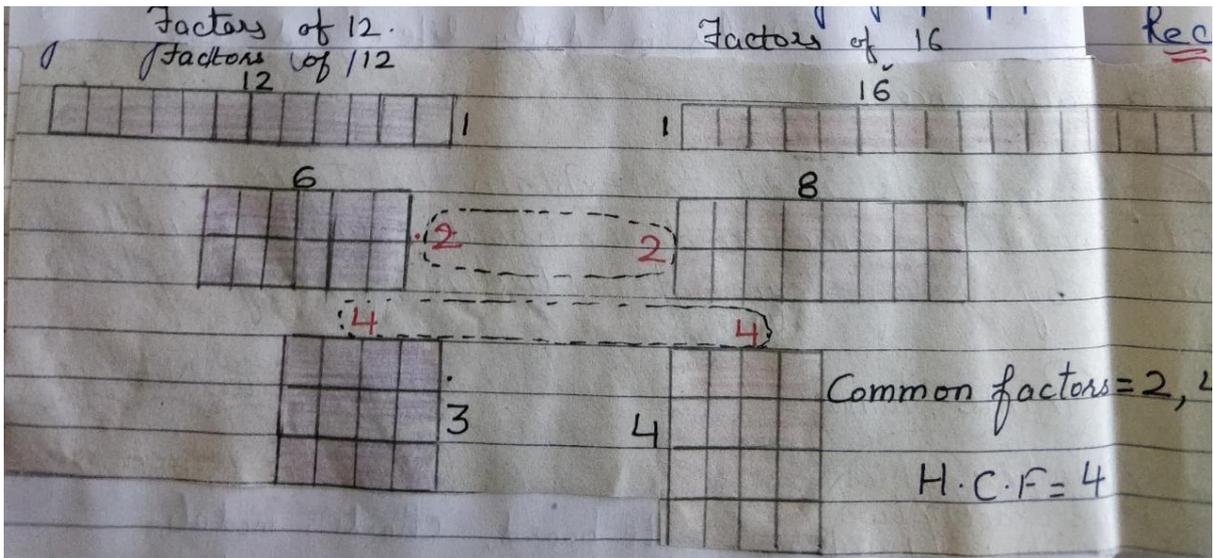 Factors of 12.
Factors of 16
Rec
Factors of 12
12
16
1
1
6
8
2
2
4
4
3
4
Common factors = 2, 4
H.C.F = 4